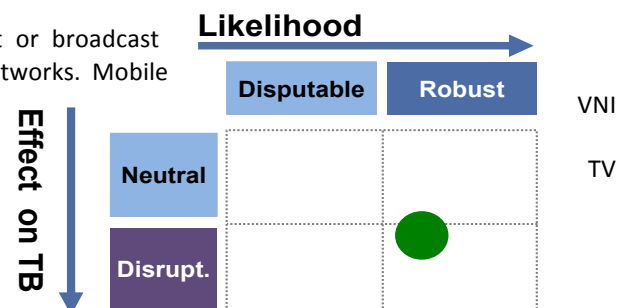 t or broadcast
tworks. Mobile
Likelihood
Disputable
Robust
VNI
TV
Effect on TB
Neutral
Disrupt.